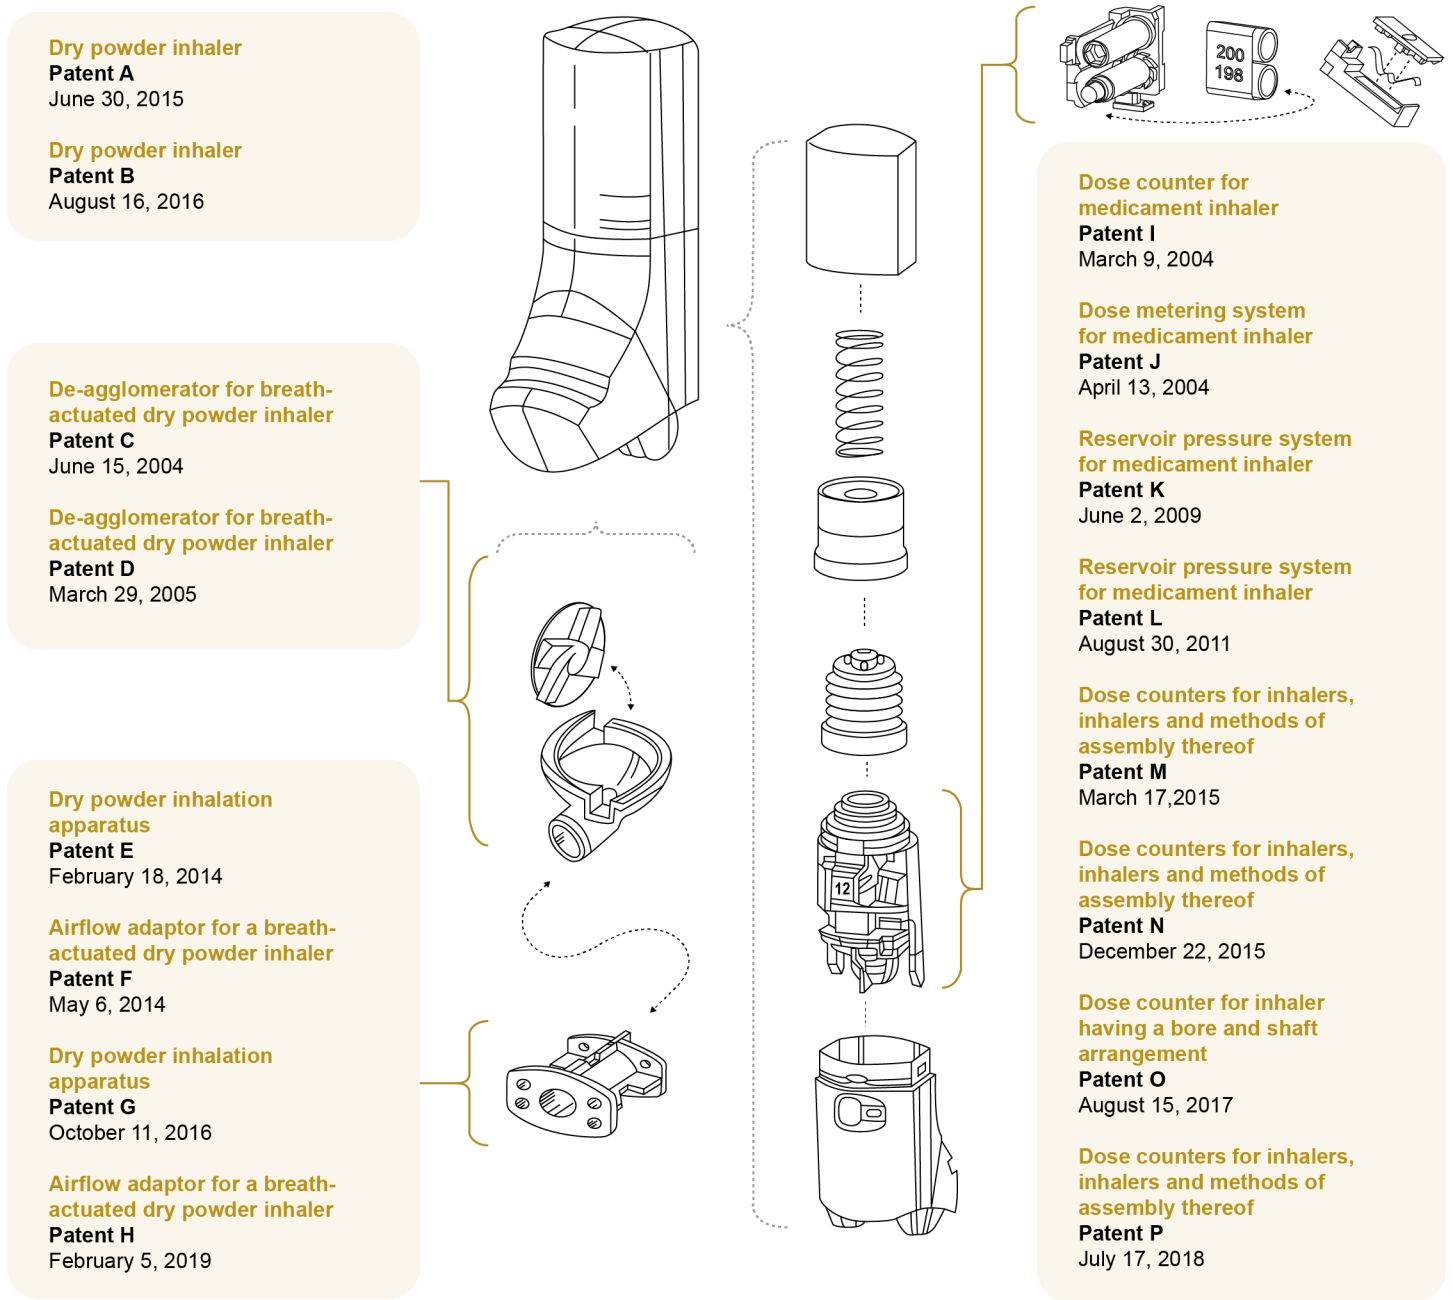 Dry powder inhaler
Patent A
June 30, 2015
Dry powder inhaler
Patent B
August 16, 2016
De-agglomerator for breath-
actuated dry powder inhaler
Patent C
June 15, 2004
De-agglomerator for breath-
actuated dry powder inhaler
Patent D
March 29, 2005
Dry powder inhalation
apparatus
Patent E
February 18, 2014
Airflow adaptor for a breath-
actuated dry powder inhaler
Patent F
May 6, 2014
Dry powder inhalation
apparatus
Patent G
October 11, 2016
Airflow adaptor for a breath-
actuated dry powder inhaler
Patent H
February 5, 2019
12
200
198
Dose counter for
medicament inhaler
Patent I
March 9, 2004
Dose metering system
for medicament inhaler
Patent J
April 13, 2004
Reservoir pressure system
for medicament inhaler
Patent K
June 2, 2009
Reservoir pressure system
for medicament inhaler
Patent L
August 30, 2011
Dose counters for inhalers,
inhalers and methods of
assembly thereof
Patent M
March 17,2015
Dose counters for inhalers,
inhalers and methods of
assembly thereof
Patent N
December 22, 2015
Dose counter for inhaler
having a bore and shaft
arrangement
Patent O
August 15, 2017
Dose counters for inhalers,
inhalers and methods of
assembly thereof
Patent P
July 17, 2018